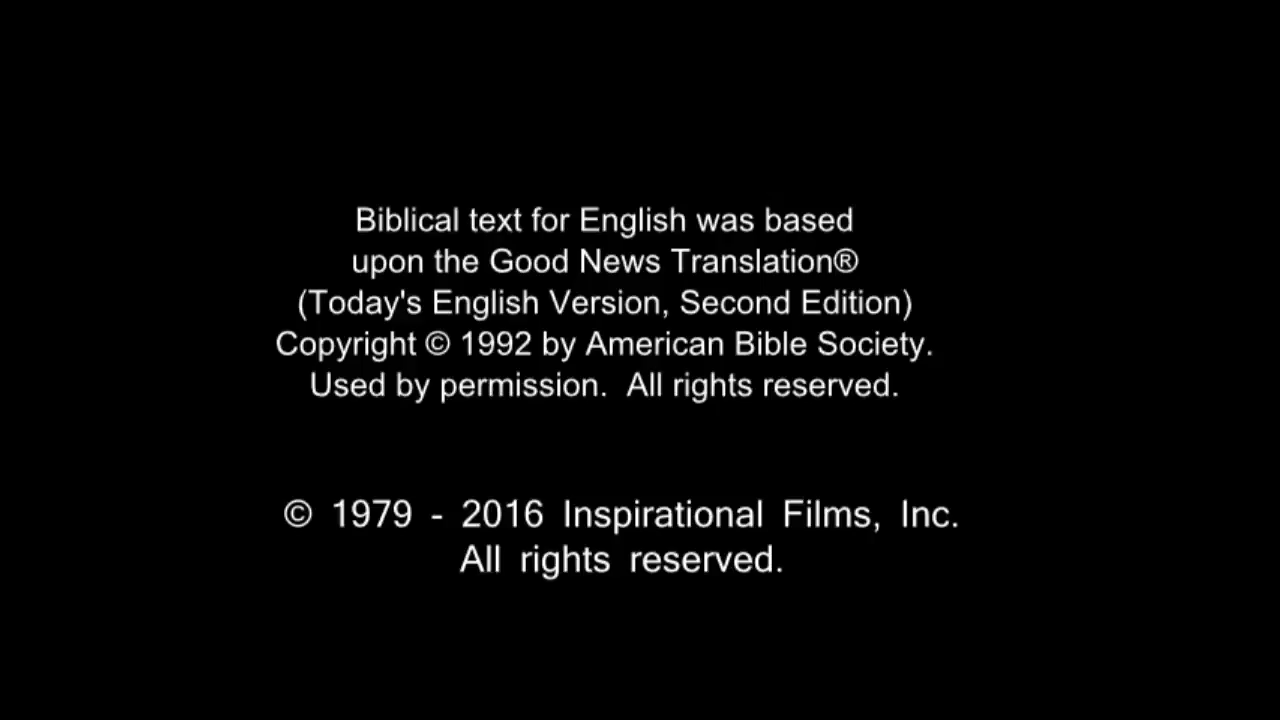 Biblical text for English was based
upon the Good News Translation®
(Today's English Version, Second Edition)
Copyright © 1992 by American Bible Society.
Used by permission.  All rights reserved.
© 1979 - 2016 Inspirational Films, Inc.
All rights reserved.